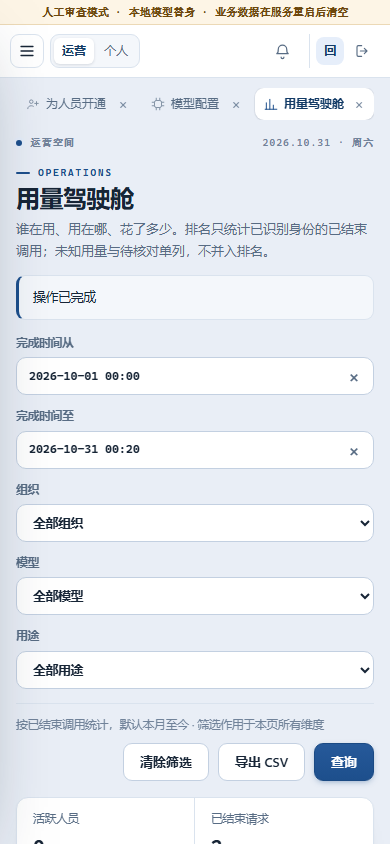 人工审查模式 · 本地模型替身 · 业务数据在服务重启后清空
运营 个人 回
为人员开通 × 模型配置 × 用量驾驶舱 ×
运营空间 2026.10.31 · 周六
OPERATIONS
用量驾驶舱
谁在用、用在哪、花了多少。排名只统计已识别身份的已结束
调用；未知用量与待核对单列，不并入排名。
操作已完成
完成时间从
2026-10-01 00:00 ×
完成时间至
2026-10-31 00:20 ×
组织
全部组织
模型
全部模型
用途
全部用途
按已结束调用统计，默认本月至今 · 筛选作用于本页所有维度
清除筛选 导出 CSV 查询
活跃人员 已结束请求